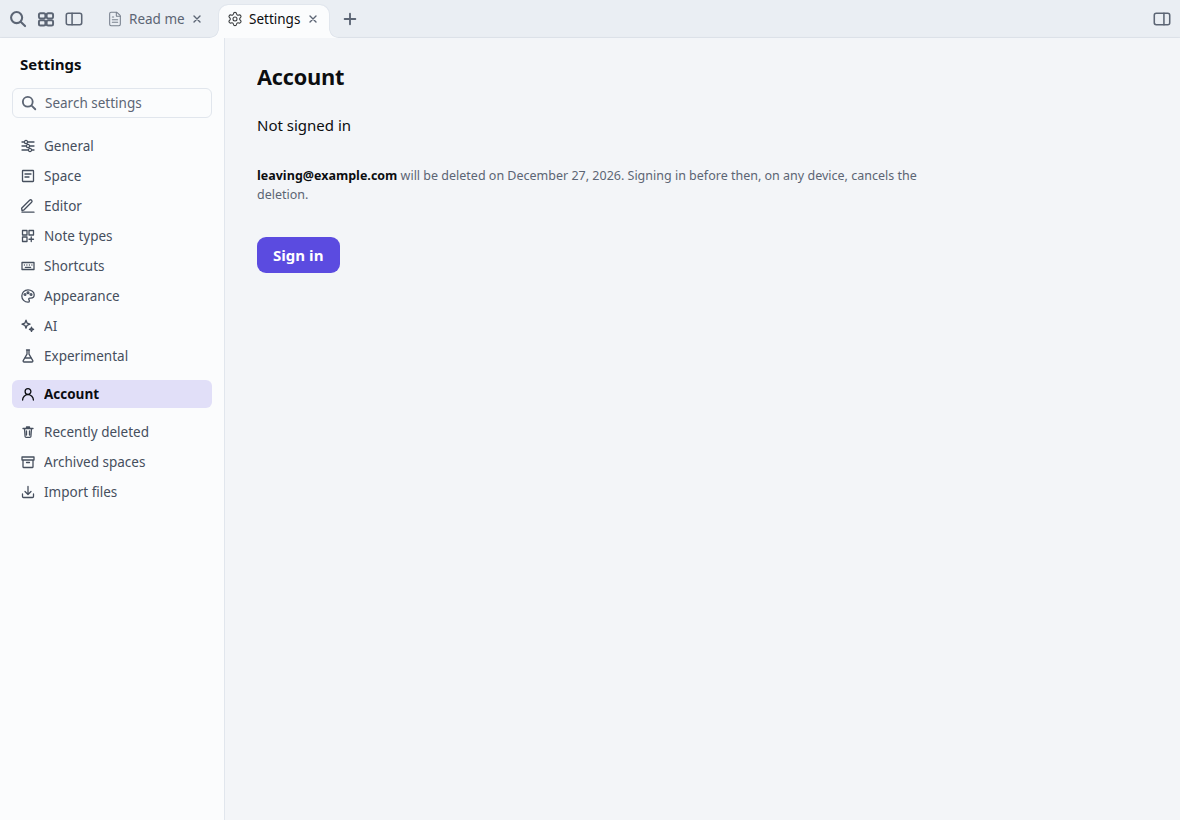 Read me
Settings
Settings
Search settings
General
Space
Editor
Note types
Shortcuts
Appearance
AI
Experimental
Account
Recently deleted
Archived spaces
Import files
Account
Not signed in
leaving@example.com will be deleted on December 27, 2026. Signing in before then, on any device, cancels the
deletion.
Sign in